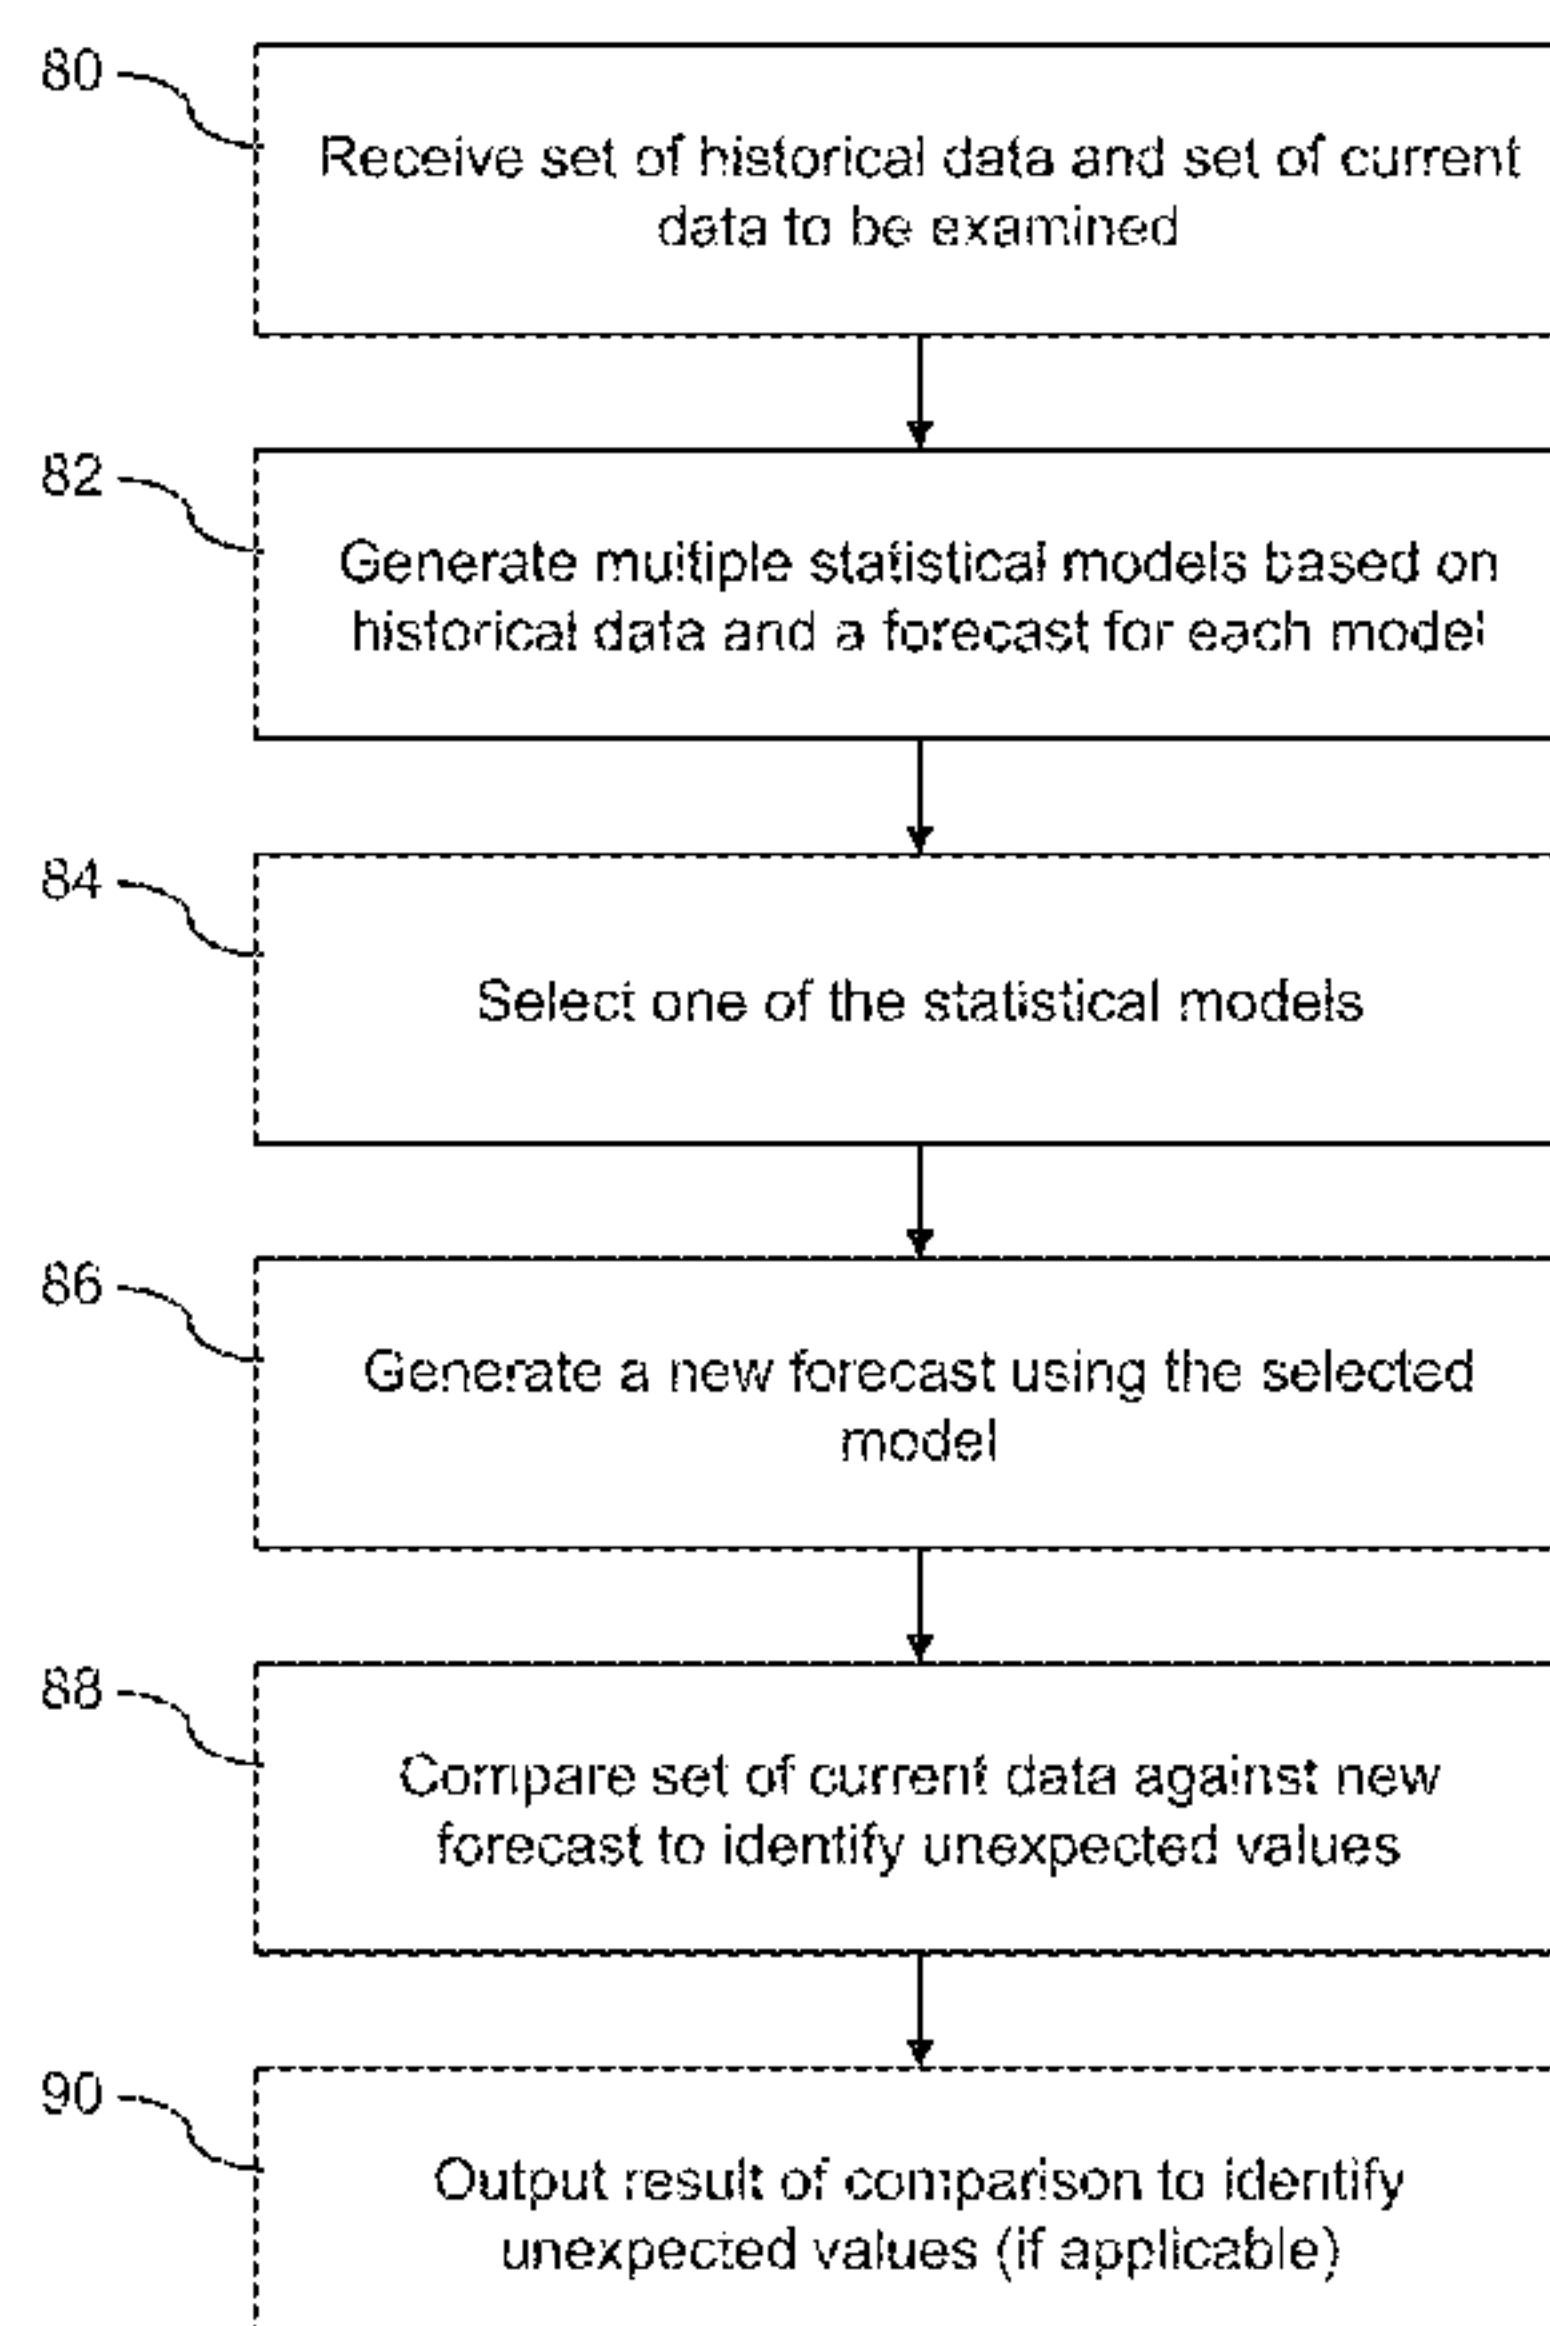 80
Receive set of historical data and set of current
data to be examined
82
Generate multiple statistical models based on
historical data and a forecast for each model
84
Select one of the statistical models
86
Generate a new forecast using the selected
model
88
Compare set of current data against new
forecast to identify unexpected values
90
Output result of comparison to identify
unexpected values (if applicable)